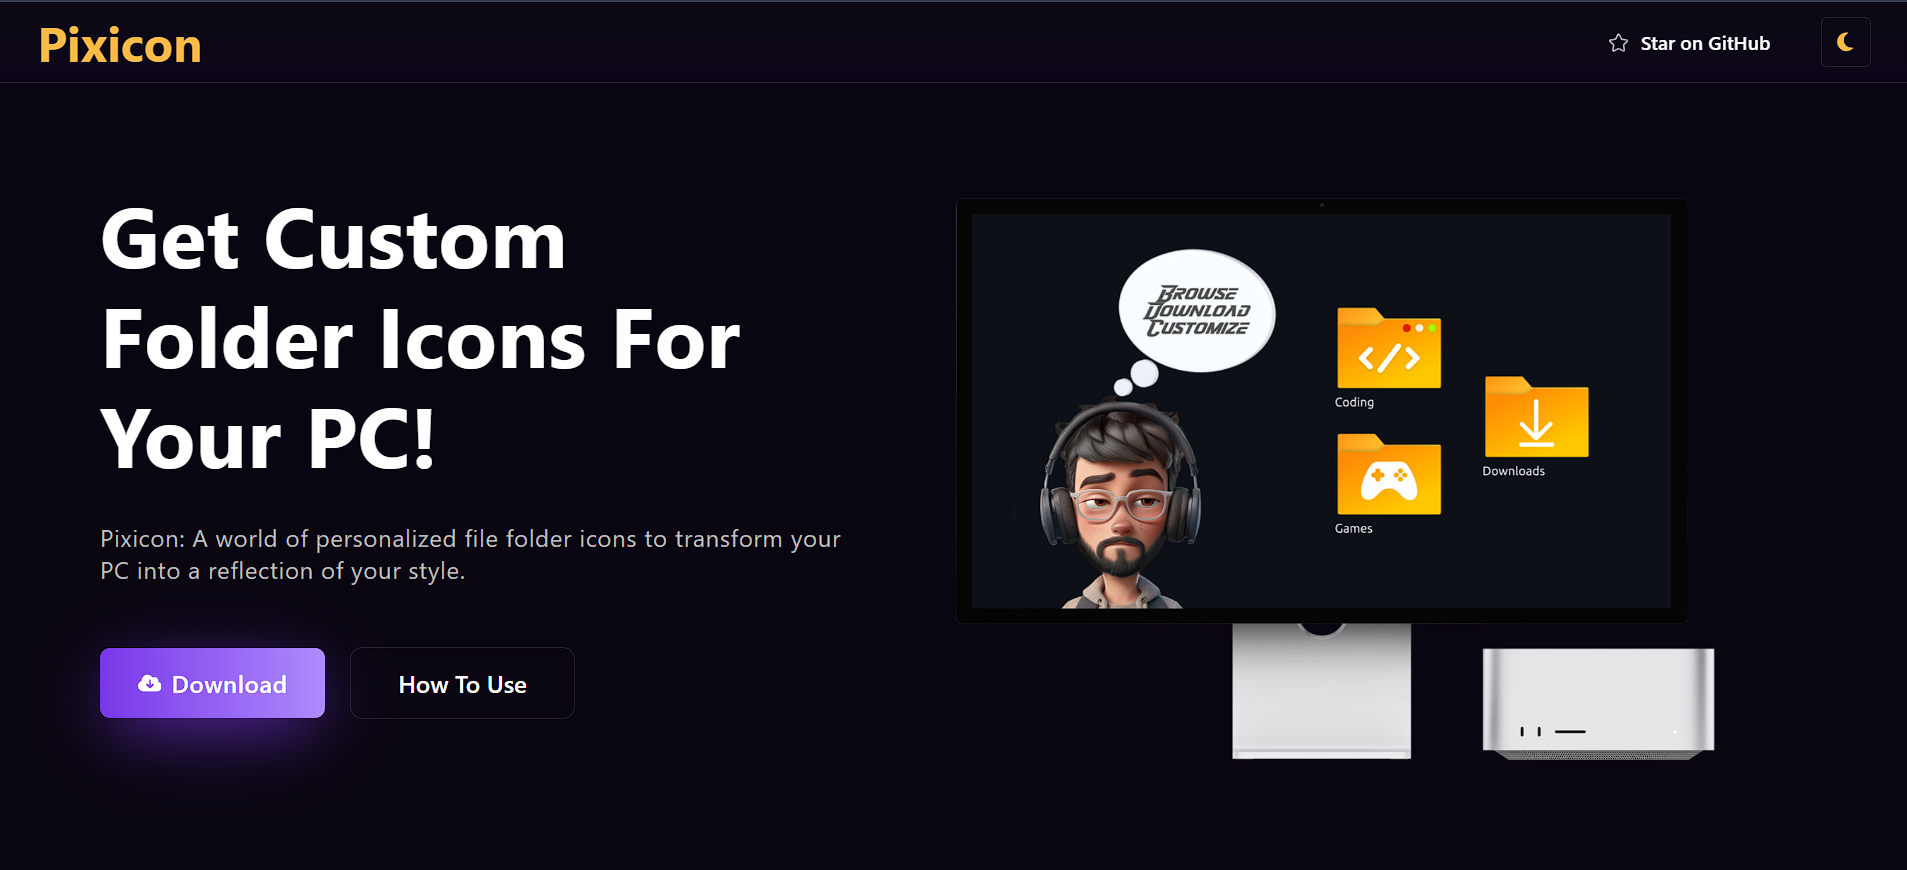 Pixicon
Star on GitHub
Get Custom
Folder Icons For
Your PC!
Pixicon: A world of personalized file folder icons to transform your
PC into a reflection of your style.
Download
How To Use
Browse
Download
Customize
Coding
Downloads
Games